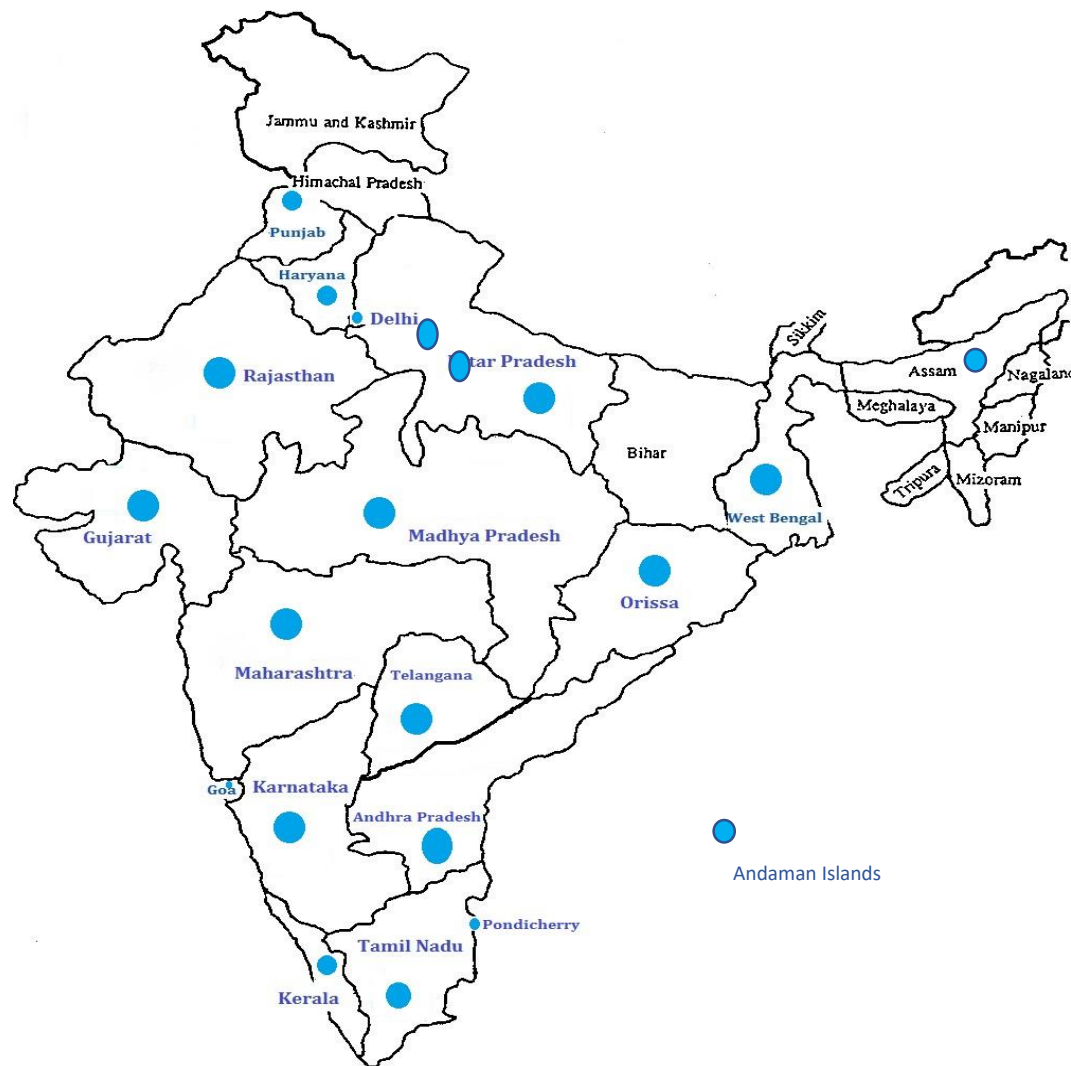 Jammu and Kashmir
Himachal Pradesh
Punjab
Haryana
Delhi
Sikkim
tar Pradesh
Rajasthan
Assam
Nagaland
Meghalaya
Manipur
Bihar
Tripura
Mizoram
West Bengal
Gujarat
Madhya Pradesh
Orissa
Maharashtra
Telangana
Goa
Karnataka
Andhra Pradesh
Andaman Islands
Pondicherry
Tamil Nadu
Kerala